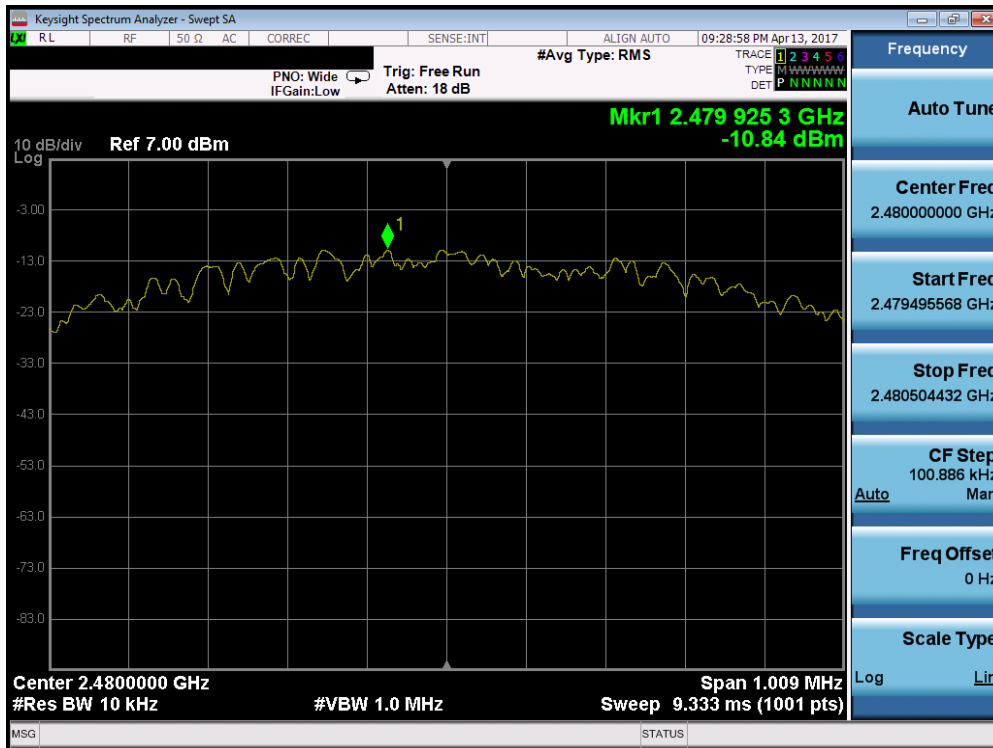 Keysight Spectrum Analyzer - Swept SA
LXI RL RF 50 Ω AC CORREC SENSE:INT ALIGN AUTO 09:28:58 PM Apr 13, 2017
#Avg Type: RMS
PNO: Wide
IFGain:Low
Trig: Free Run
Atten: 18 dB
TRACE 1 2 3 4 5 6
TYPE M WWWWW
DET P N N N N N
Mkr1 2.479 925 3 GHz
-10.84 dBm
10 dB/div Ref 7.00 dBm
Log
1
-3.00
-13.0
-23.0
-33.0
-43.0
-53.0
-63.0
-73.0
-83.0
Center 2.4800000 GHz Span 1.009 MHz
#Res BW 10 kHz #VBW 1.0 MHz Sweep 9.333 ms (1001 pts)
MSG STATUS
Frequency
Auto Tune
Center Freq
2.480000000 GHz
Start Freq
2.479495568 GHz
Stop Freq
2.480504432 GHz
CF Step
100.886 kHz
Auto Man
Freq Offset
0 Hz
Scale Type
Log Lin